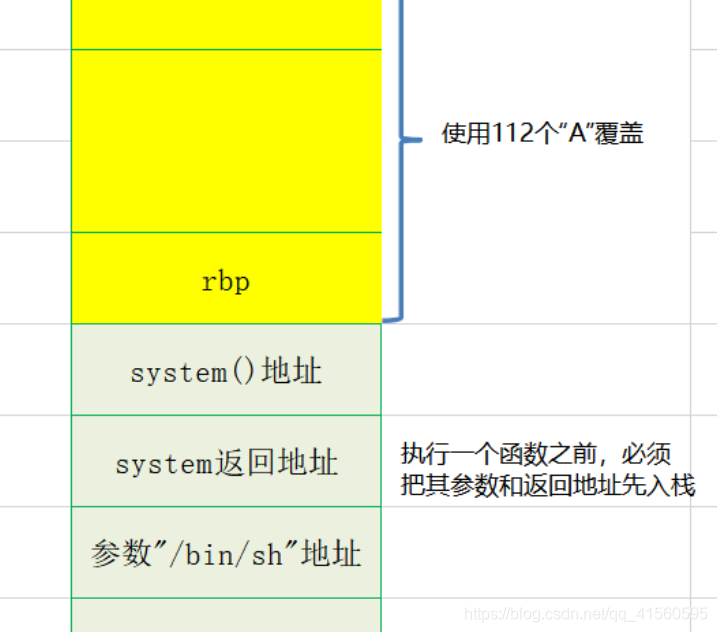 使用112个“A”覆盖
rbp
system()地址
system返回地址
执行一个函数之前，必须
把其参数和返回地址先入栈
参数"/bin/sh"地址
https://blog.csdn.net/qq_41560595